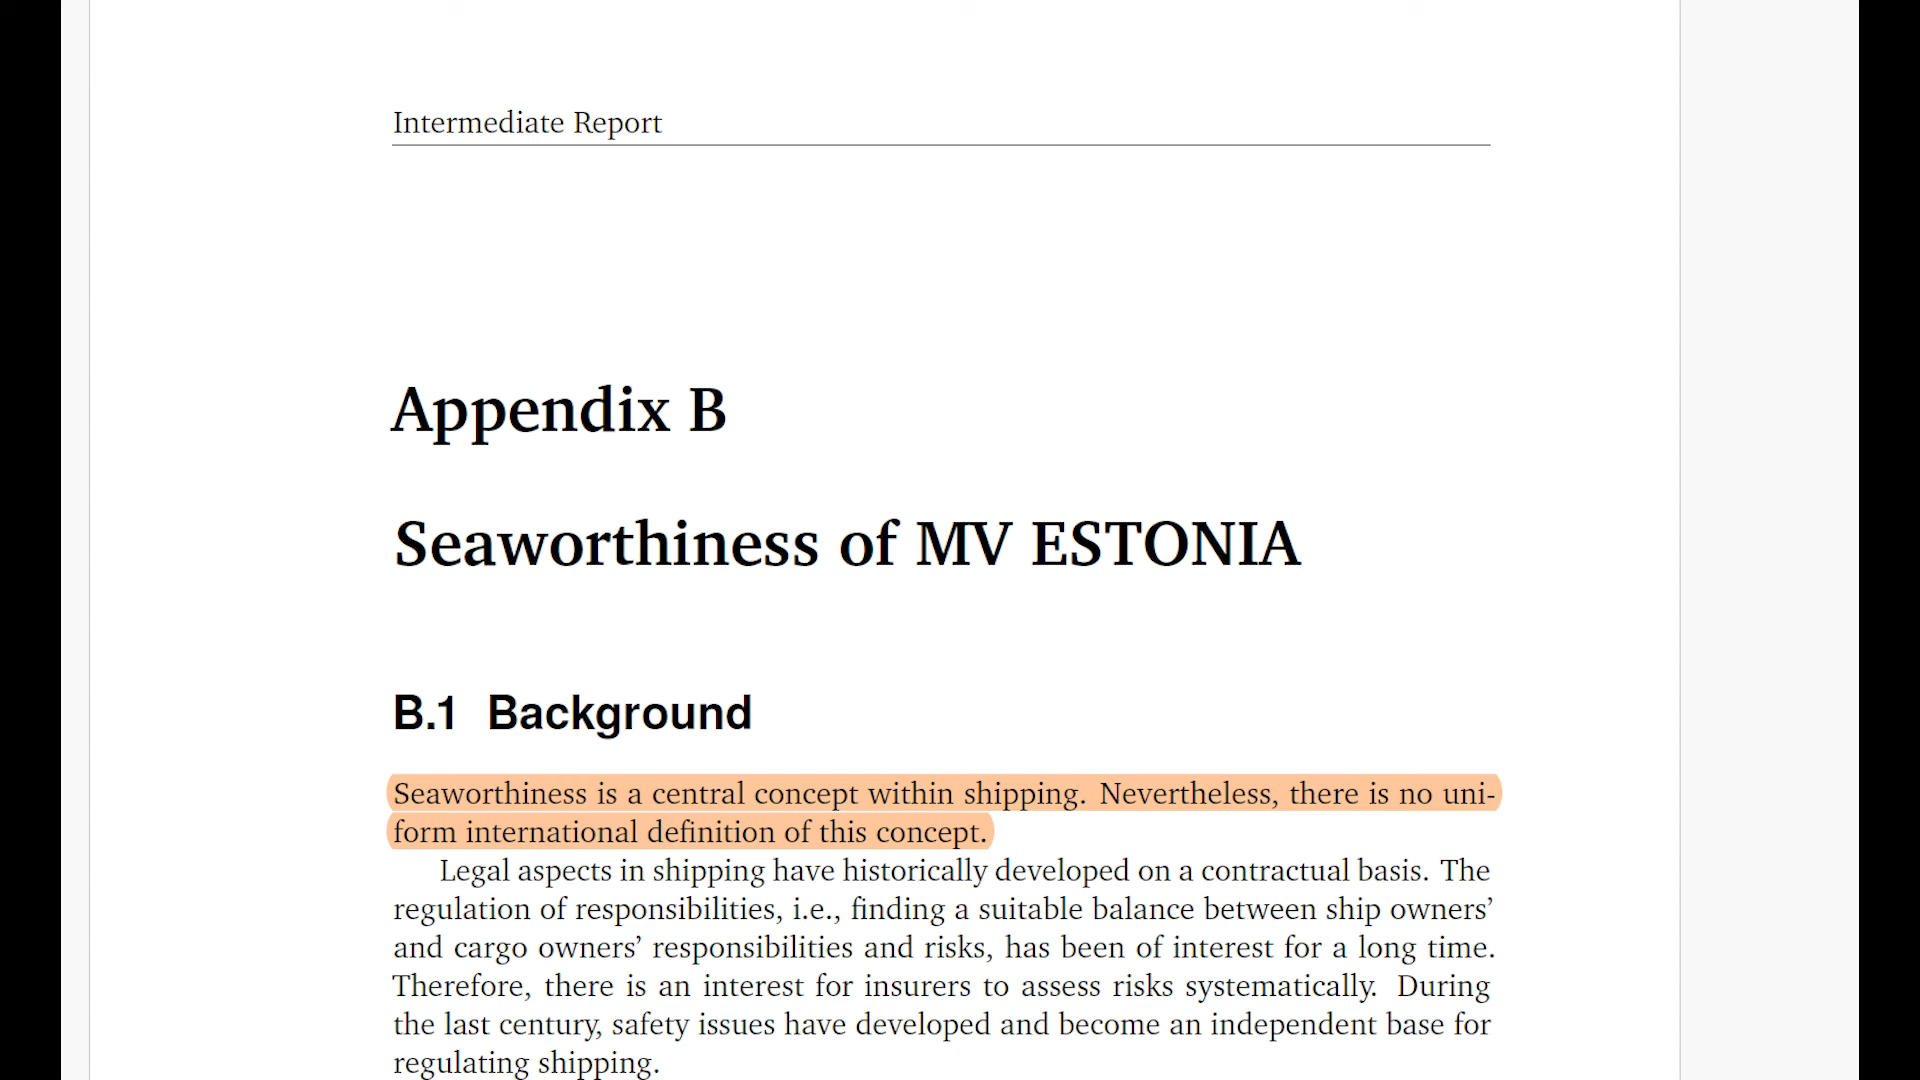 Intermediate Report
Appendix B
Seaworthiness of MV ESTONIA
B.1 Background
Seaworthiness is a central concept within shipping. Nevertheless, there is no uni-
form international definition of this concept.
Legal aspects in shipping have historically developed on a contractual basis. The
regulation of responsibilities, i.e., finding a suitable balance between ship owners’
and cargo owners’ responsibilities and risks, has been of interest for a long time.
Therefore, there is an interest for insurers to assess risks systematically. During
the last century, safety issues have developed and become an independent base for
regulating shipping.